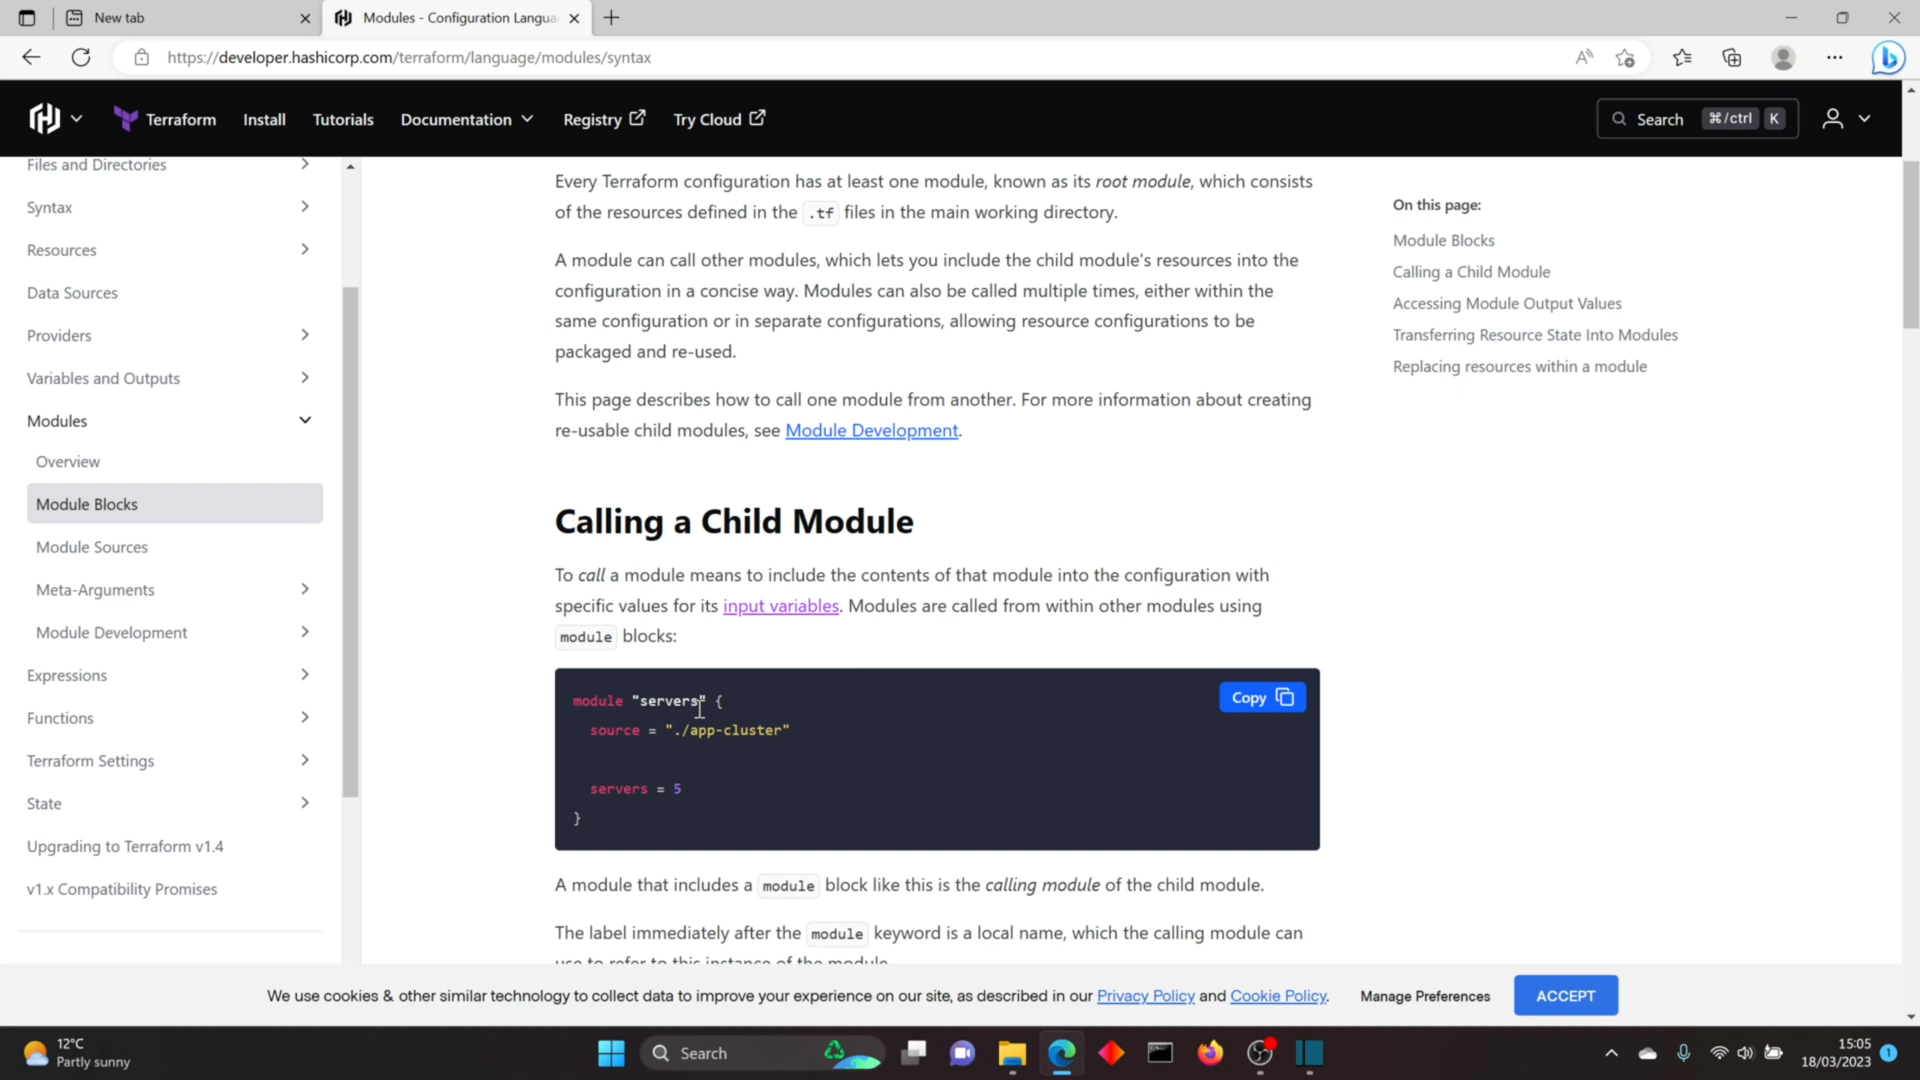 New tab
Modules - Configuration Langua
https://developer.hashicorp.com/terraform/language/modules/syntax
Terraform
Install
Tutorials
Documentation
Registry
Try Cloud
Search
⌘/ctrl
K
Files and Directories
Syntax
Resources
Data Sources
Providers
Variables and Outputs
Modules
Overview
Module Blocks
Module Sources
Meta-Arguments
Module Development
Expressions
Functions
Terraform Settings
State
Upgrading to Terraform v1.4
v1.x Compatibility Promises
Every Terraform configuration has at least one module, known as its root module, which consists
of the resources defined in the .tf files in the main working directory.
A module can call other modules, which lets you include the child module's resources into the
configuration in a concise way. Modules can also be called multiple times, either within the
same configuration or in separate configurations, allowing resource configurations to be
packaged and re-used.
This page describes how to call one module from another. For more information about creating
re-usable child modules, see Module Development.
Calling a Child Module
To call a module means to include the contents of that module into the configuration with
specific values for its input variables. Modules are called from within other modules using
module blocks:
module "servers" {
source = "./app-cluster"
servers = 5
}
Copy
A module that includes a module block like this is the calling module of the child module.
The label immediately after the module keyword is a local name, which the calling module can
use to refer to this instance of the module.
On this page:
Module Blocks
Calling a Child Module
Accessing Module Output Values
Transferring Resource State Into Modules
Replacing resources within a module
We use cookies & other similar technology to collect data to improve your experience on our site, as described in our Privacy Policy and Cookie Policy.
Manage Preferences
ACCEPT
12°C
Partly sunny
Search
15:05
18/03/2023
1